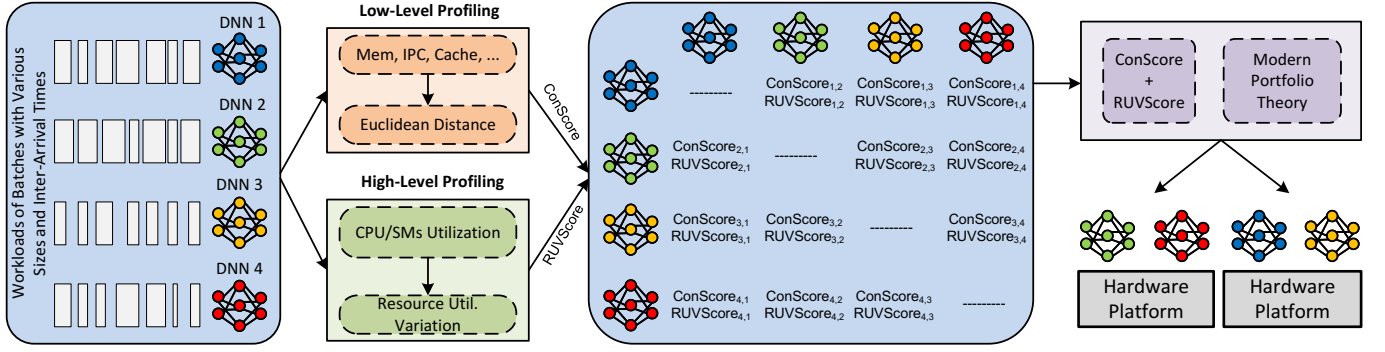 Workloads of Batches with Various
Sizes and Inter-Arrival Times
DNN 1
DNN 2
DNN 3
DNN 4
Low-Level Profiling
Mem, IPC, Cache, ...
Euclidean Distance
High-Level Profiling
CPU/SMs Utilization
Resource Util.
Variation
ConScore
RUVScore
---------
ConScore1,2
RUVScore1,2
ConScore1,3
RUVScore1,3
ConScore1,4
RUVScore1,4
ConScore2,1
RUVScore2,1
---------
ConScore2,3
RUVScore2,3
ConScore2,4
RUVScore2,4
ConScore3,1
RUVScore3,1
ConScore3,2
RUVScore3,2
---------
ConScore3,4
RUVScore3,4
ConScore4,1
RUVScore4,1
ConScore4,2
RUVScore4,2
ConScore4,3
RUVScore4,3
---------
ConScore
+
RUVScore
Modern
Portfolio
Theory
Hardware
Platform
Hardware
Platform